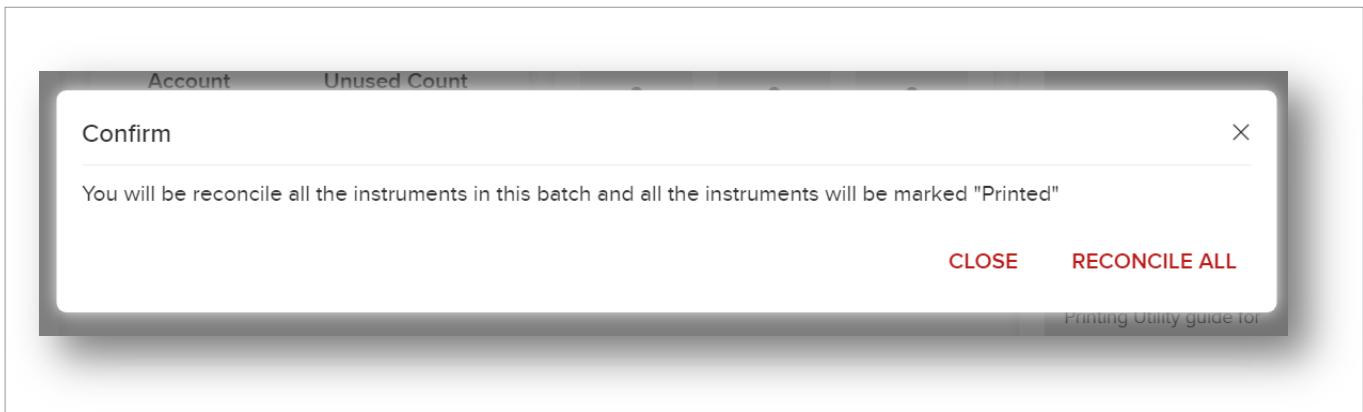 Account Unused Count
Confirm
You will be reconcile all the instruments in this batch and all the instruments will be marked "Printed"
CLOSE RECONCILE ALL
Printing Utility guide for